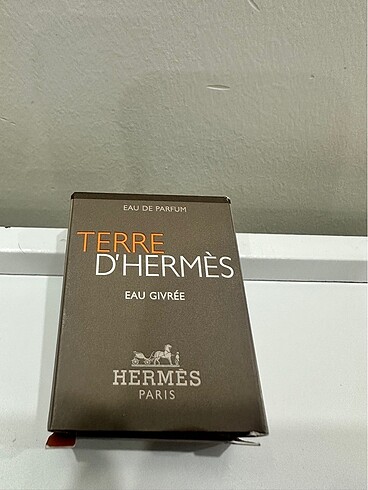 EAU DE PARFUM
TERRE
D'HERMÈS
EAU GIVRÉE
HERMÈS
PARIS